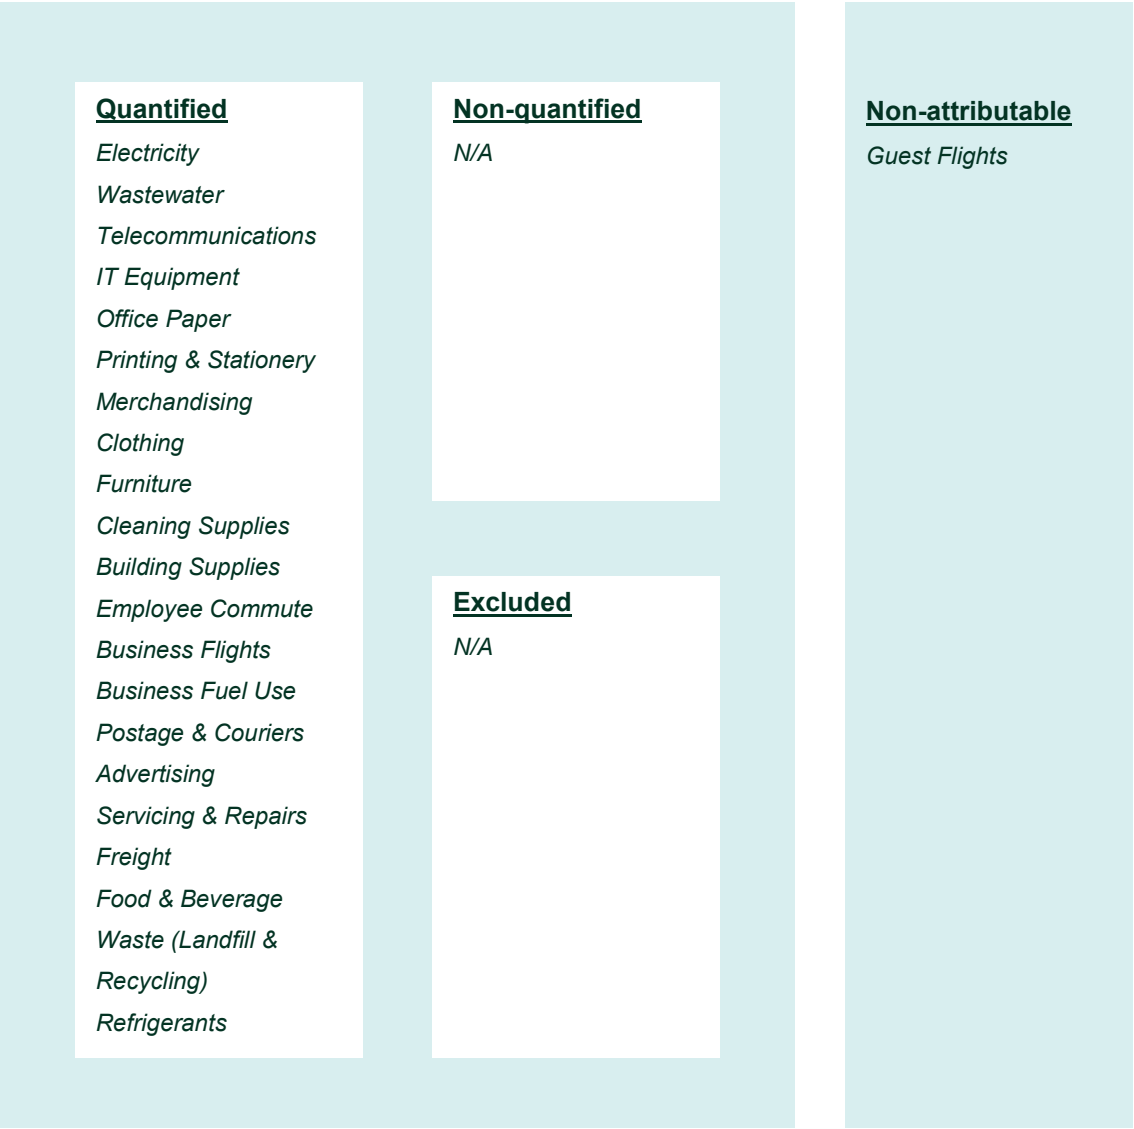 Quantified
Electricity
Wastewater
Telecommunications
IT Equipment
Office Paper
Printing & Stationery
Merchandising
Clothing
Furniture
Cleaning Supplies
Building Supplies
Employee Commute
Business Flights
Business Fuel Use
Postage & Couriers
Advertising
Servicing & Repairs
Freight
Food & Beverage
Waste (Landfill &
Recycling)
Refrigerants
Non-quantified
N/A
Excluded
N/A
Non-attributable
Guest Flights